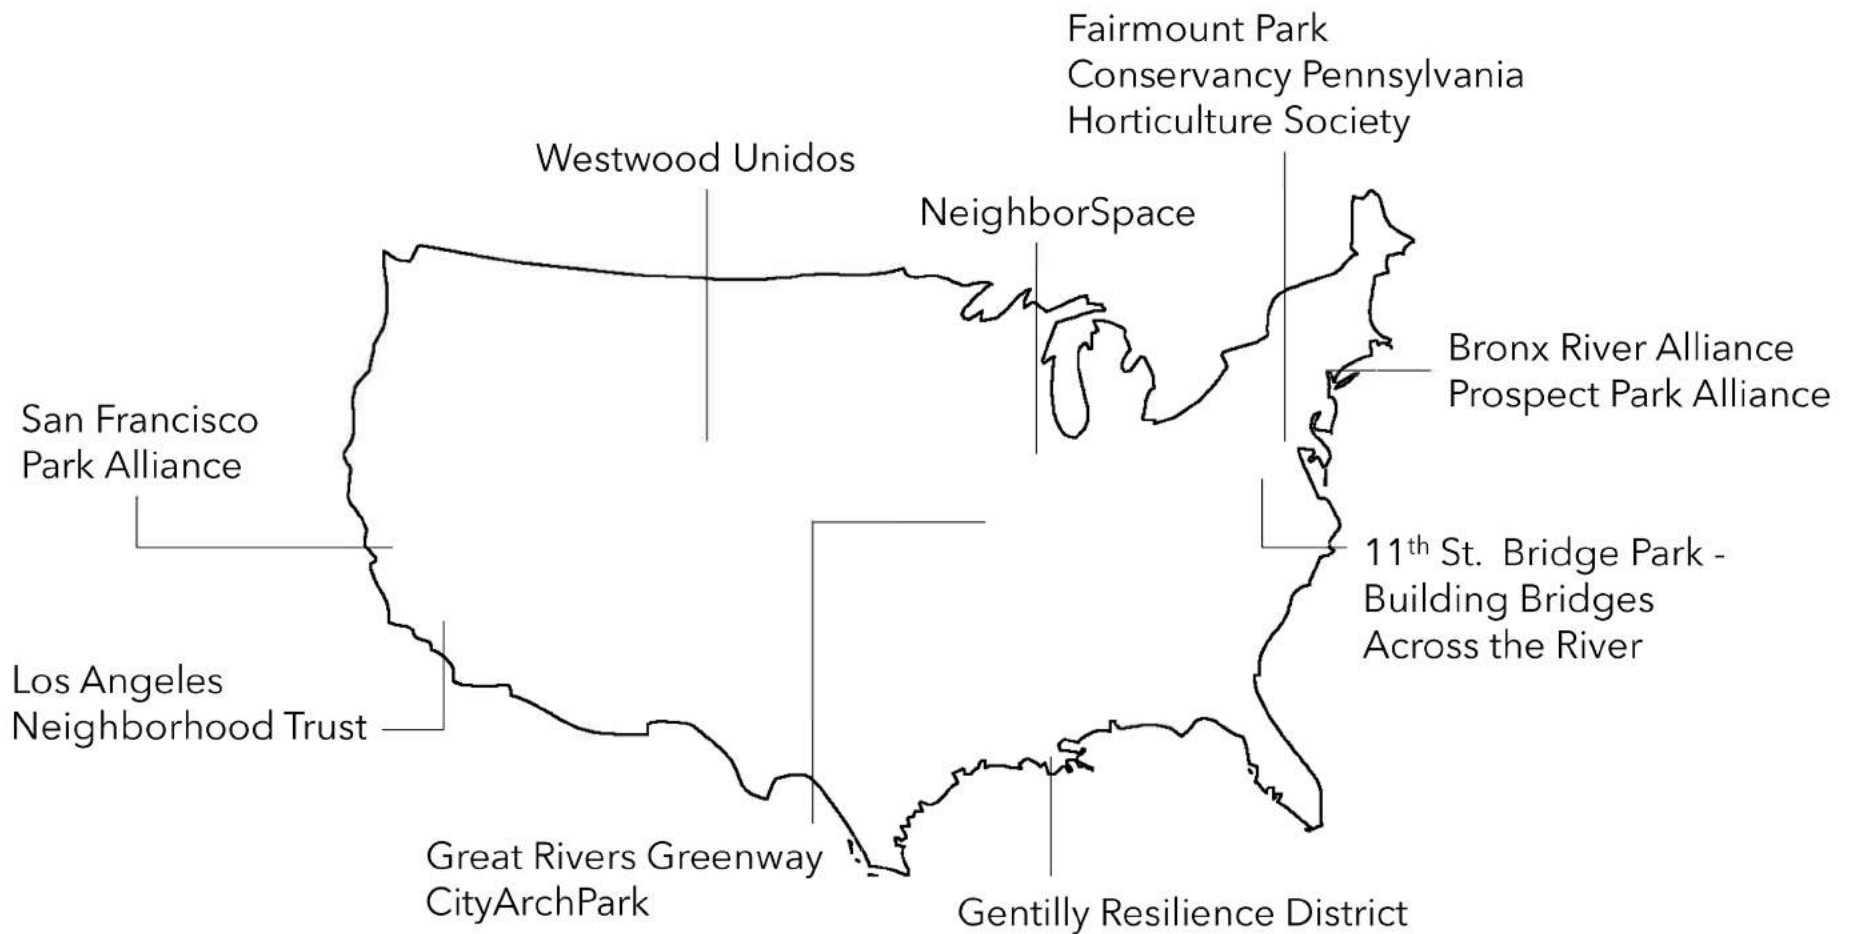 Fairmount Park
Conservancy Pennsylvania
Horticulture Society
Westwood Unidos
NeighborSpace
Bronx River Alliance
Prospect Park Alliance
San Francisco
Park Alliance
11th St. Bridge Park -
Building Bridges
Across the River
Los Angeles
Neighborhood Trust
Great Rivers Greenway
CityArchPark
Gentilly Resilience District